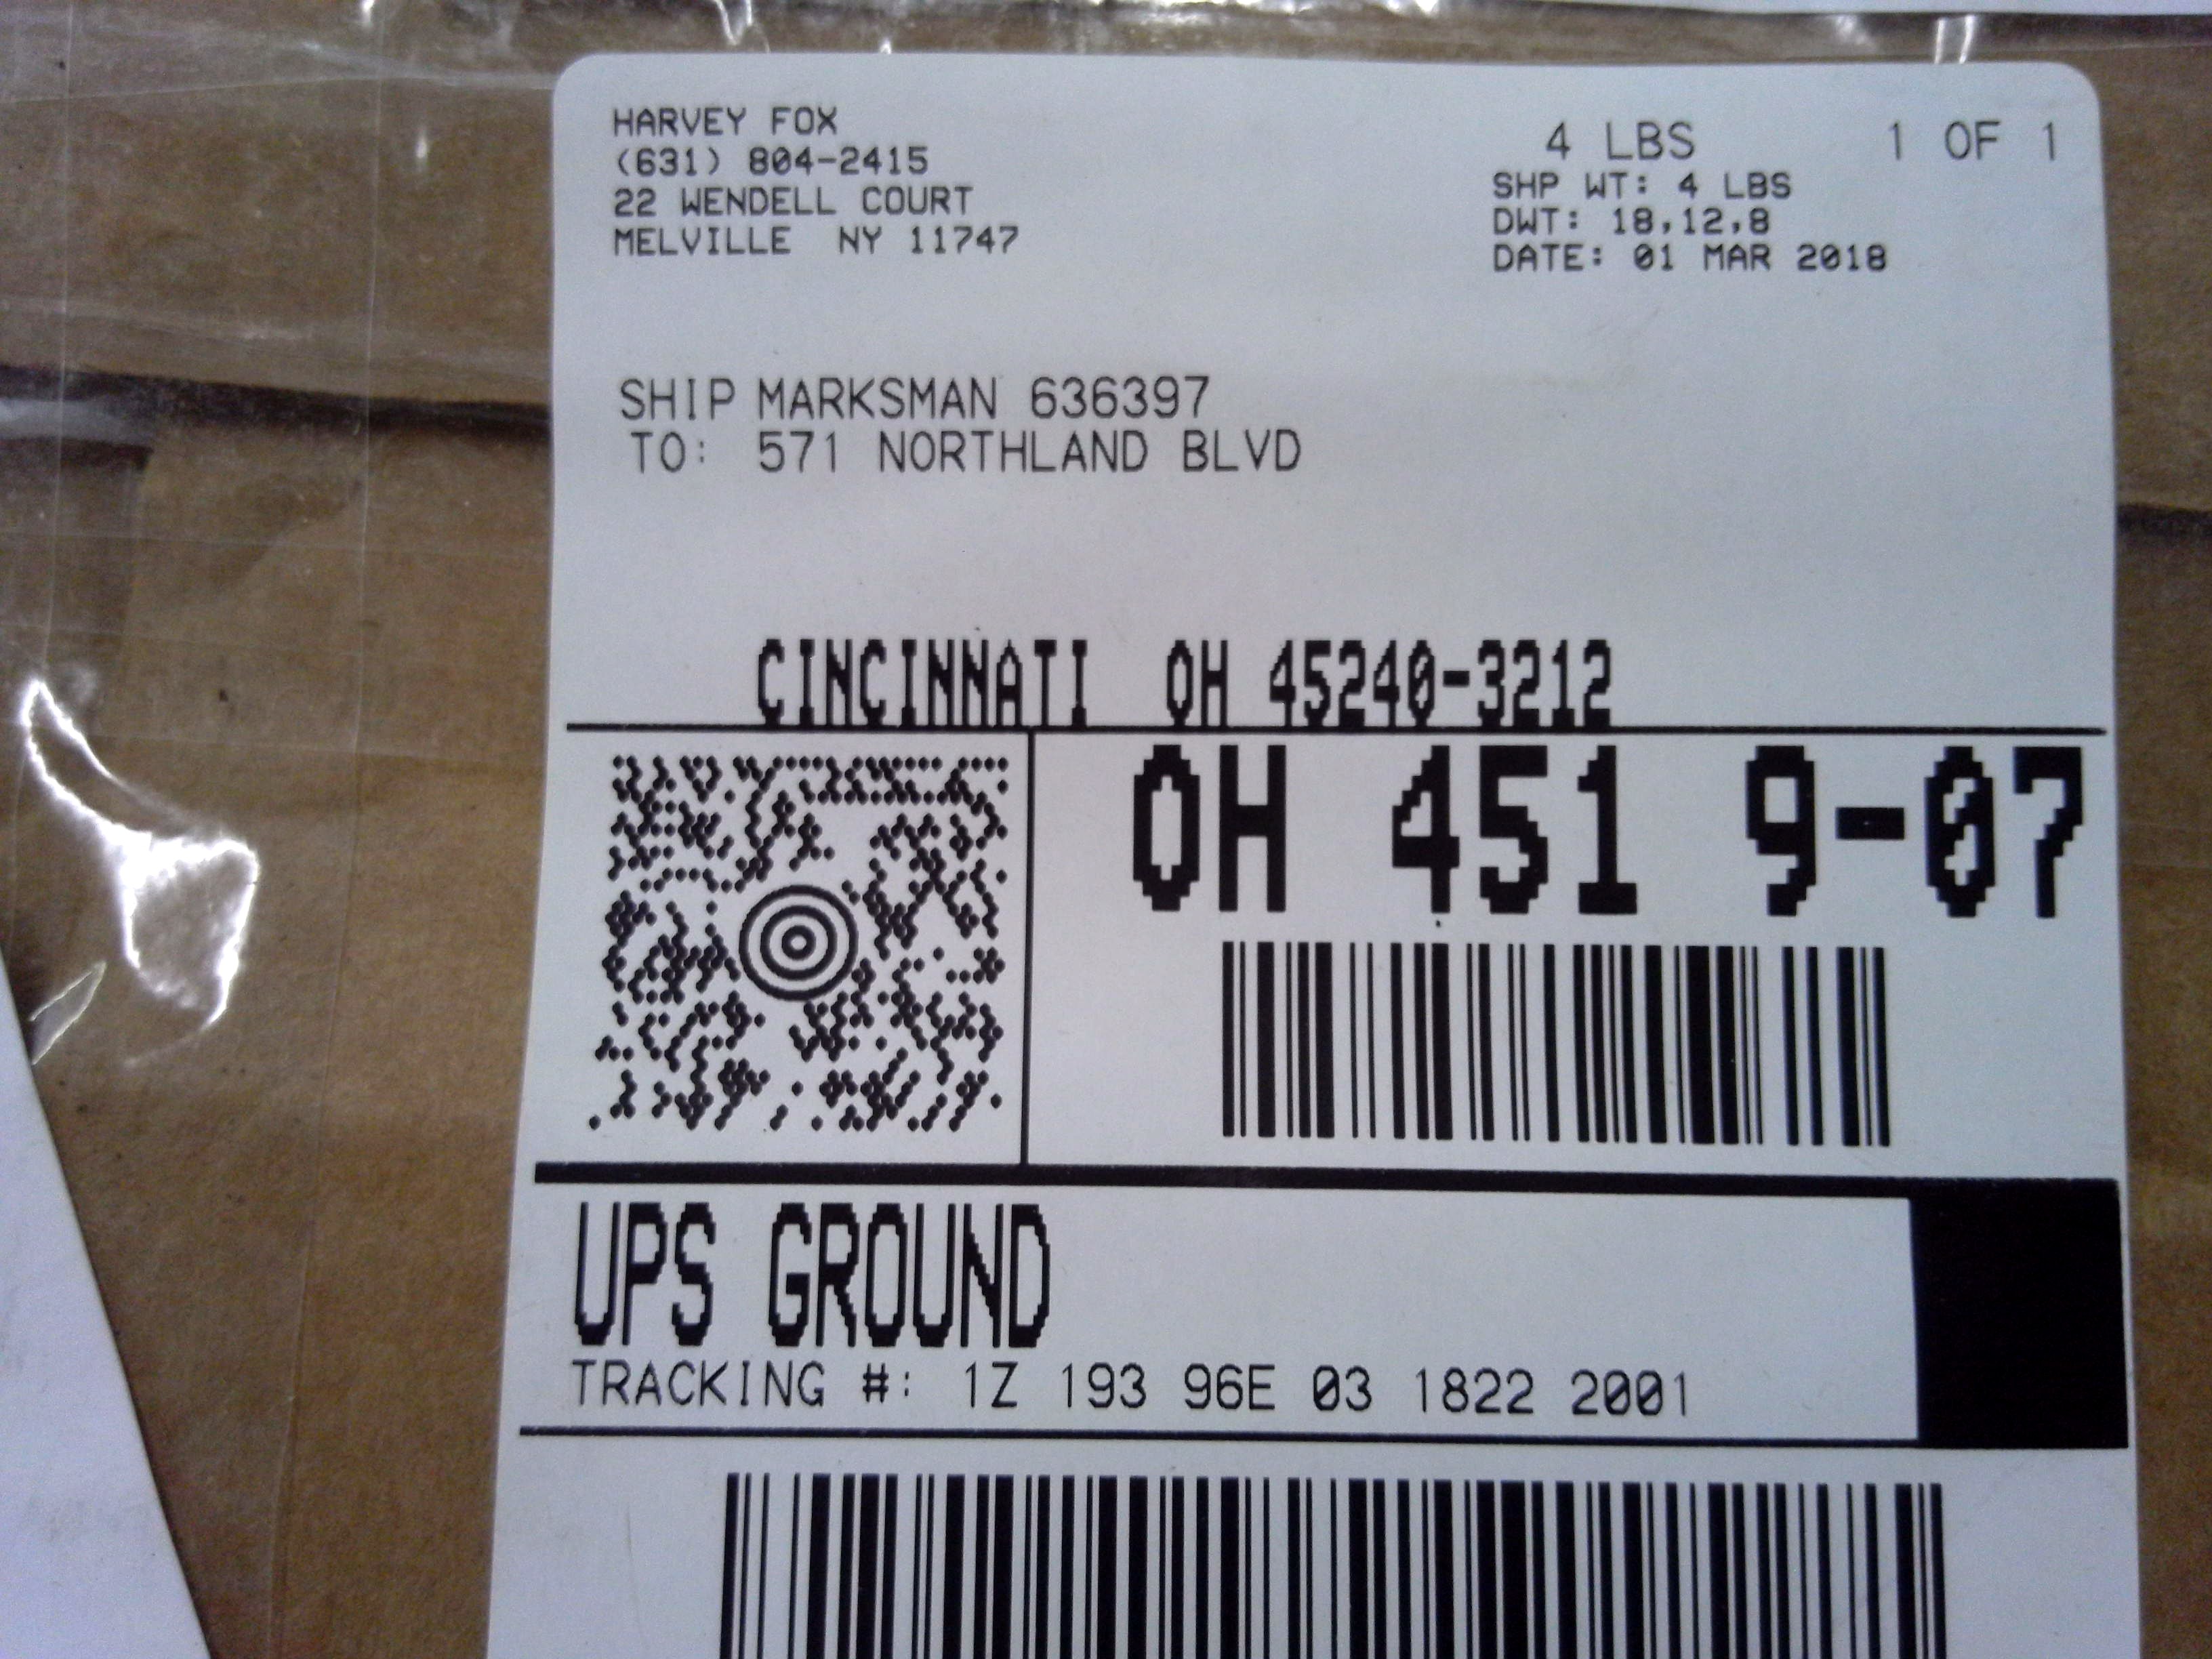 HARVEY FOX
(631) 804-2415
22 WENDELL COURT
MELVILLE NY 11747
4 LBS 1 OF 1
SHP WT: 4 LBS
DWT: 18,12,8
DATE: 01 MAR 2018
SHIP MARKSMAN 636397
TO: 571 NORTHLAND BLVD
CINCINNATI OH 45240-3212
OH 451 9-07
UPS GROUND
TRACKING #: 1Z 193 96E 03 1822 2001